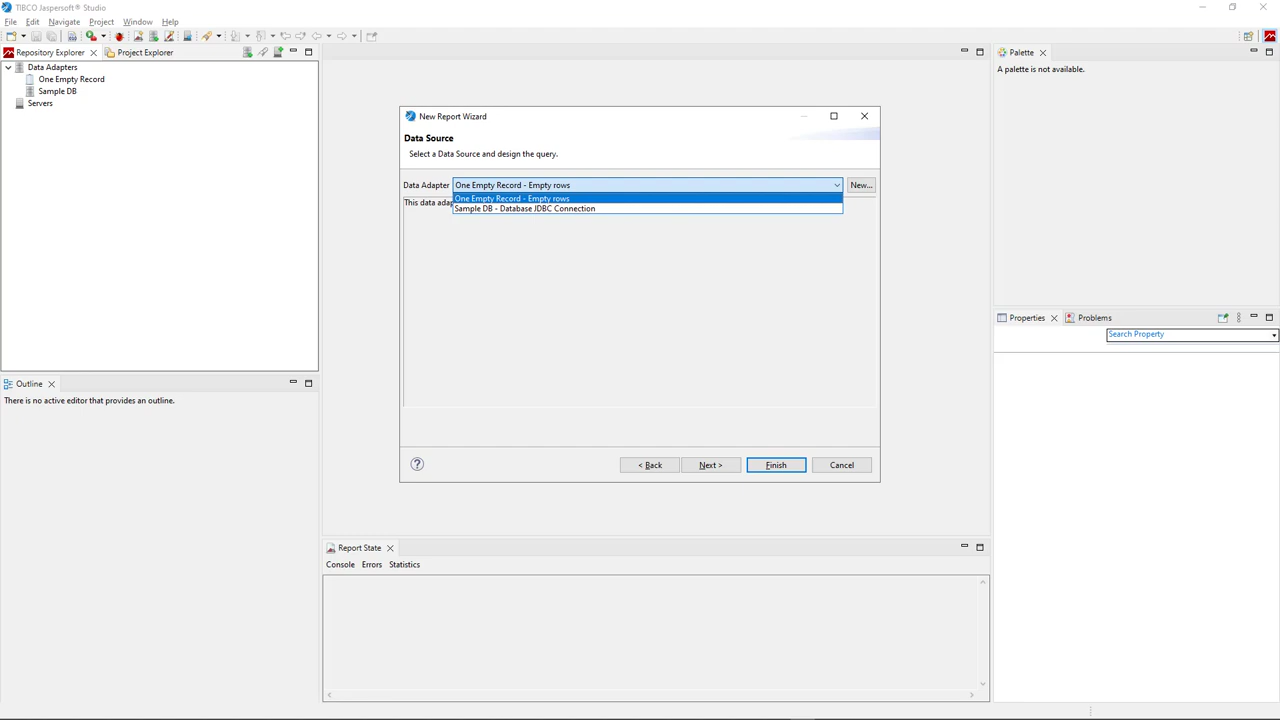 TIBCO Jaspersoft® Studio
File Edit Navigate Project Window Help
Repository Explorer
Project Explorer
Data Adapters
One Empty Record
Sample DB
Servers
Outline
There is no active editor that provides an outline.
New Report Wizard
Data Source
Select a Data Source and design the query.
Data Adapter
One Empty Record - Empty rows
New...
One Empty Record - Empty rows
Sample DB - Database JDBC Connection
This data adap
< Back
Next >
Finish
Cancel
Report State
Console Errors Statistics
Palette
A palette is not available.
Properties
Problems
Search Property